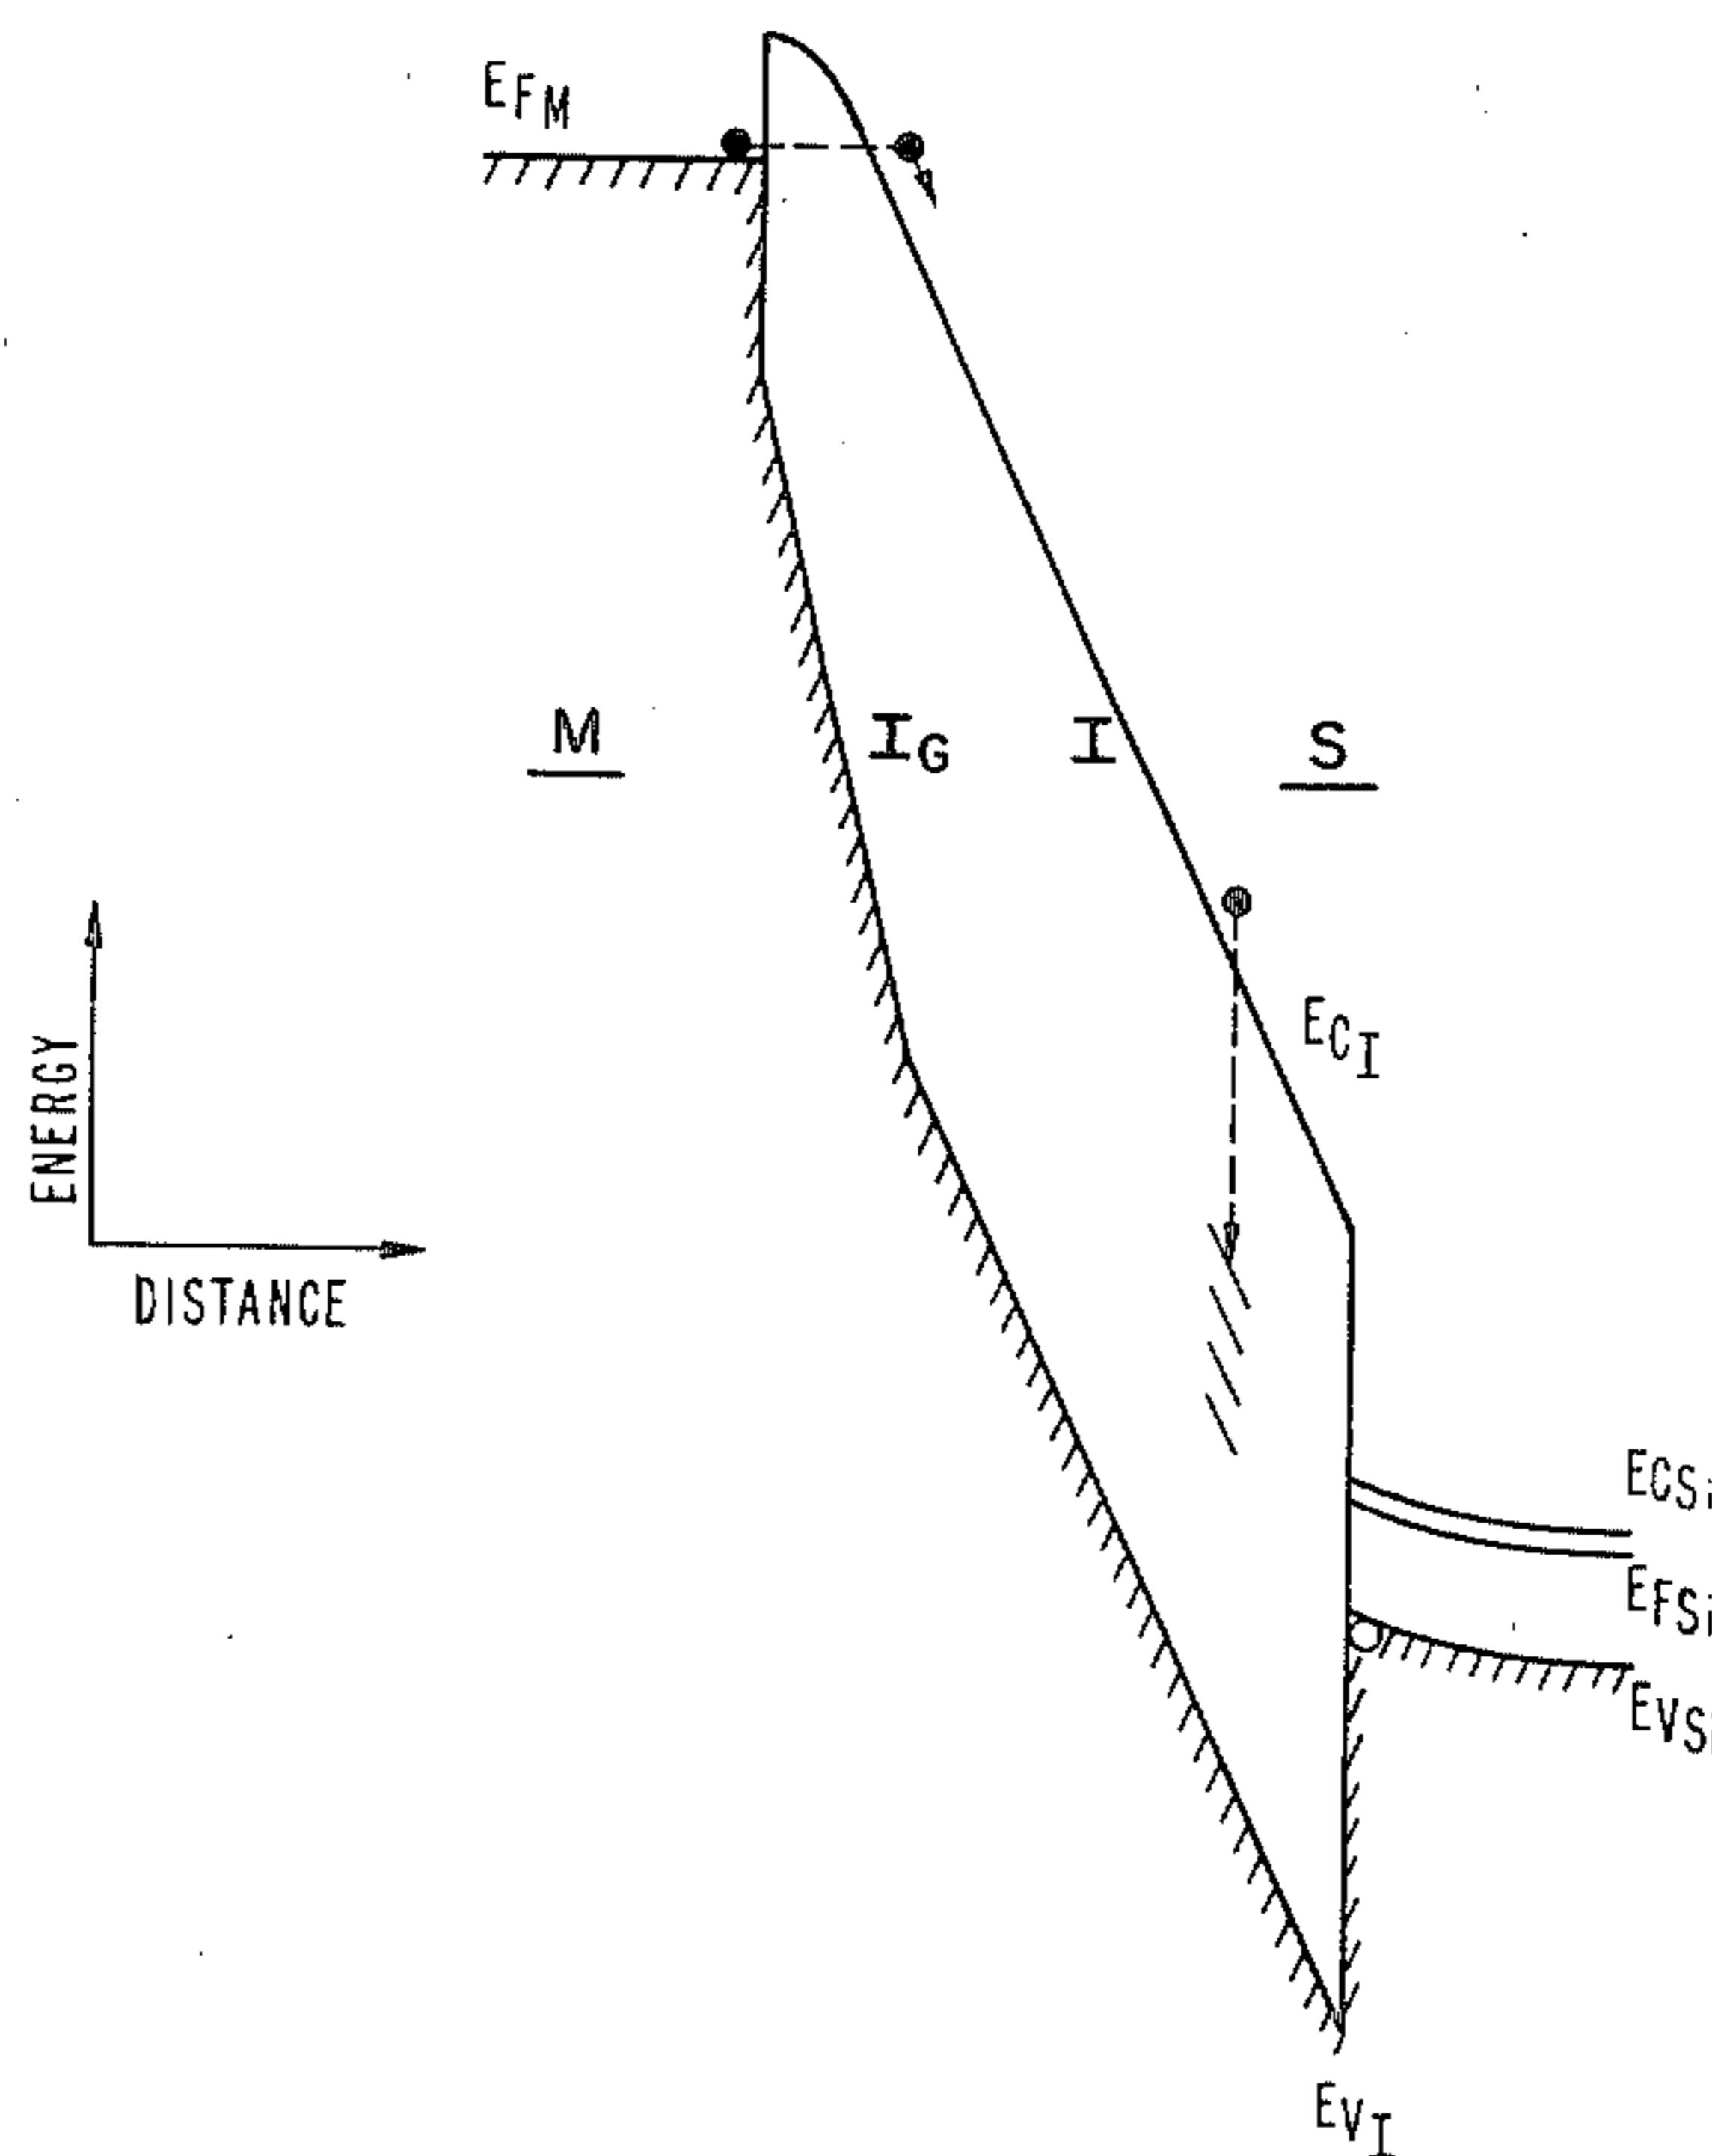 EFM
M
IG
I
S
ENERGY
ECI
DISTANCE
ECSi
EFSi
EVSi
EVI